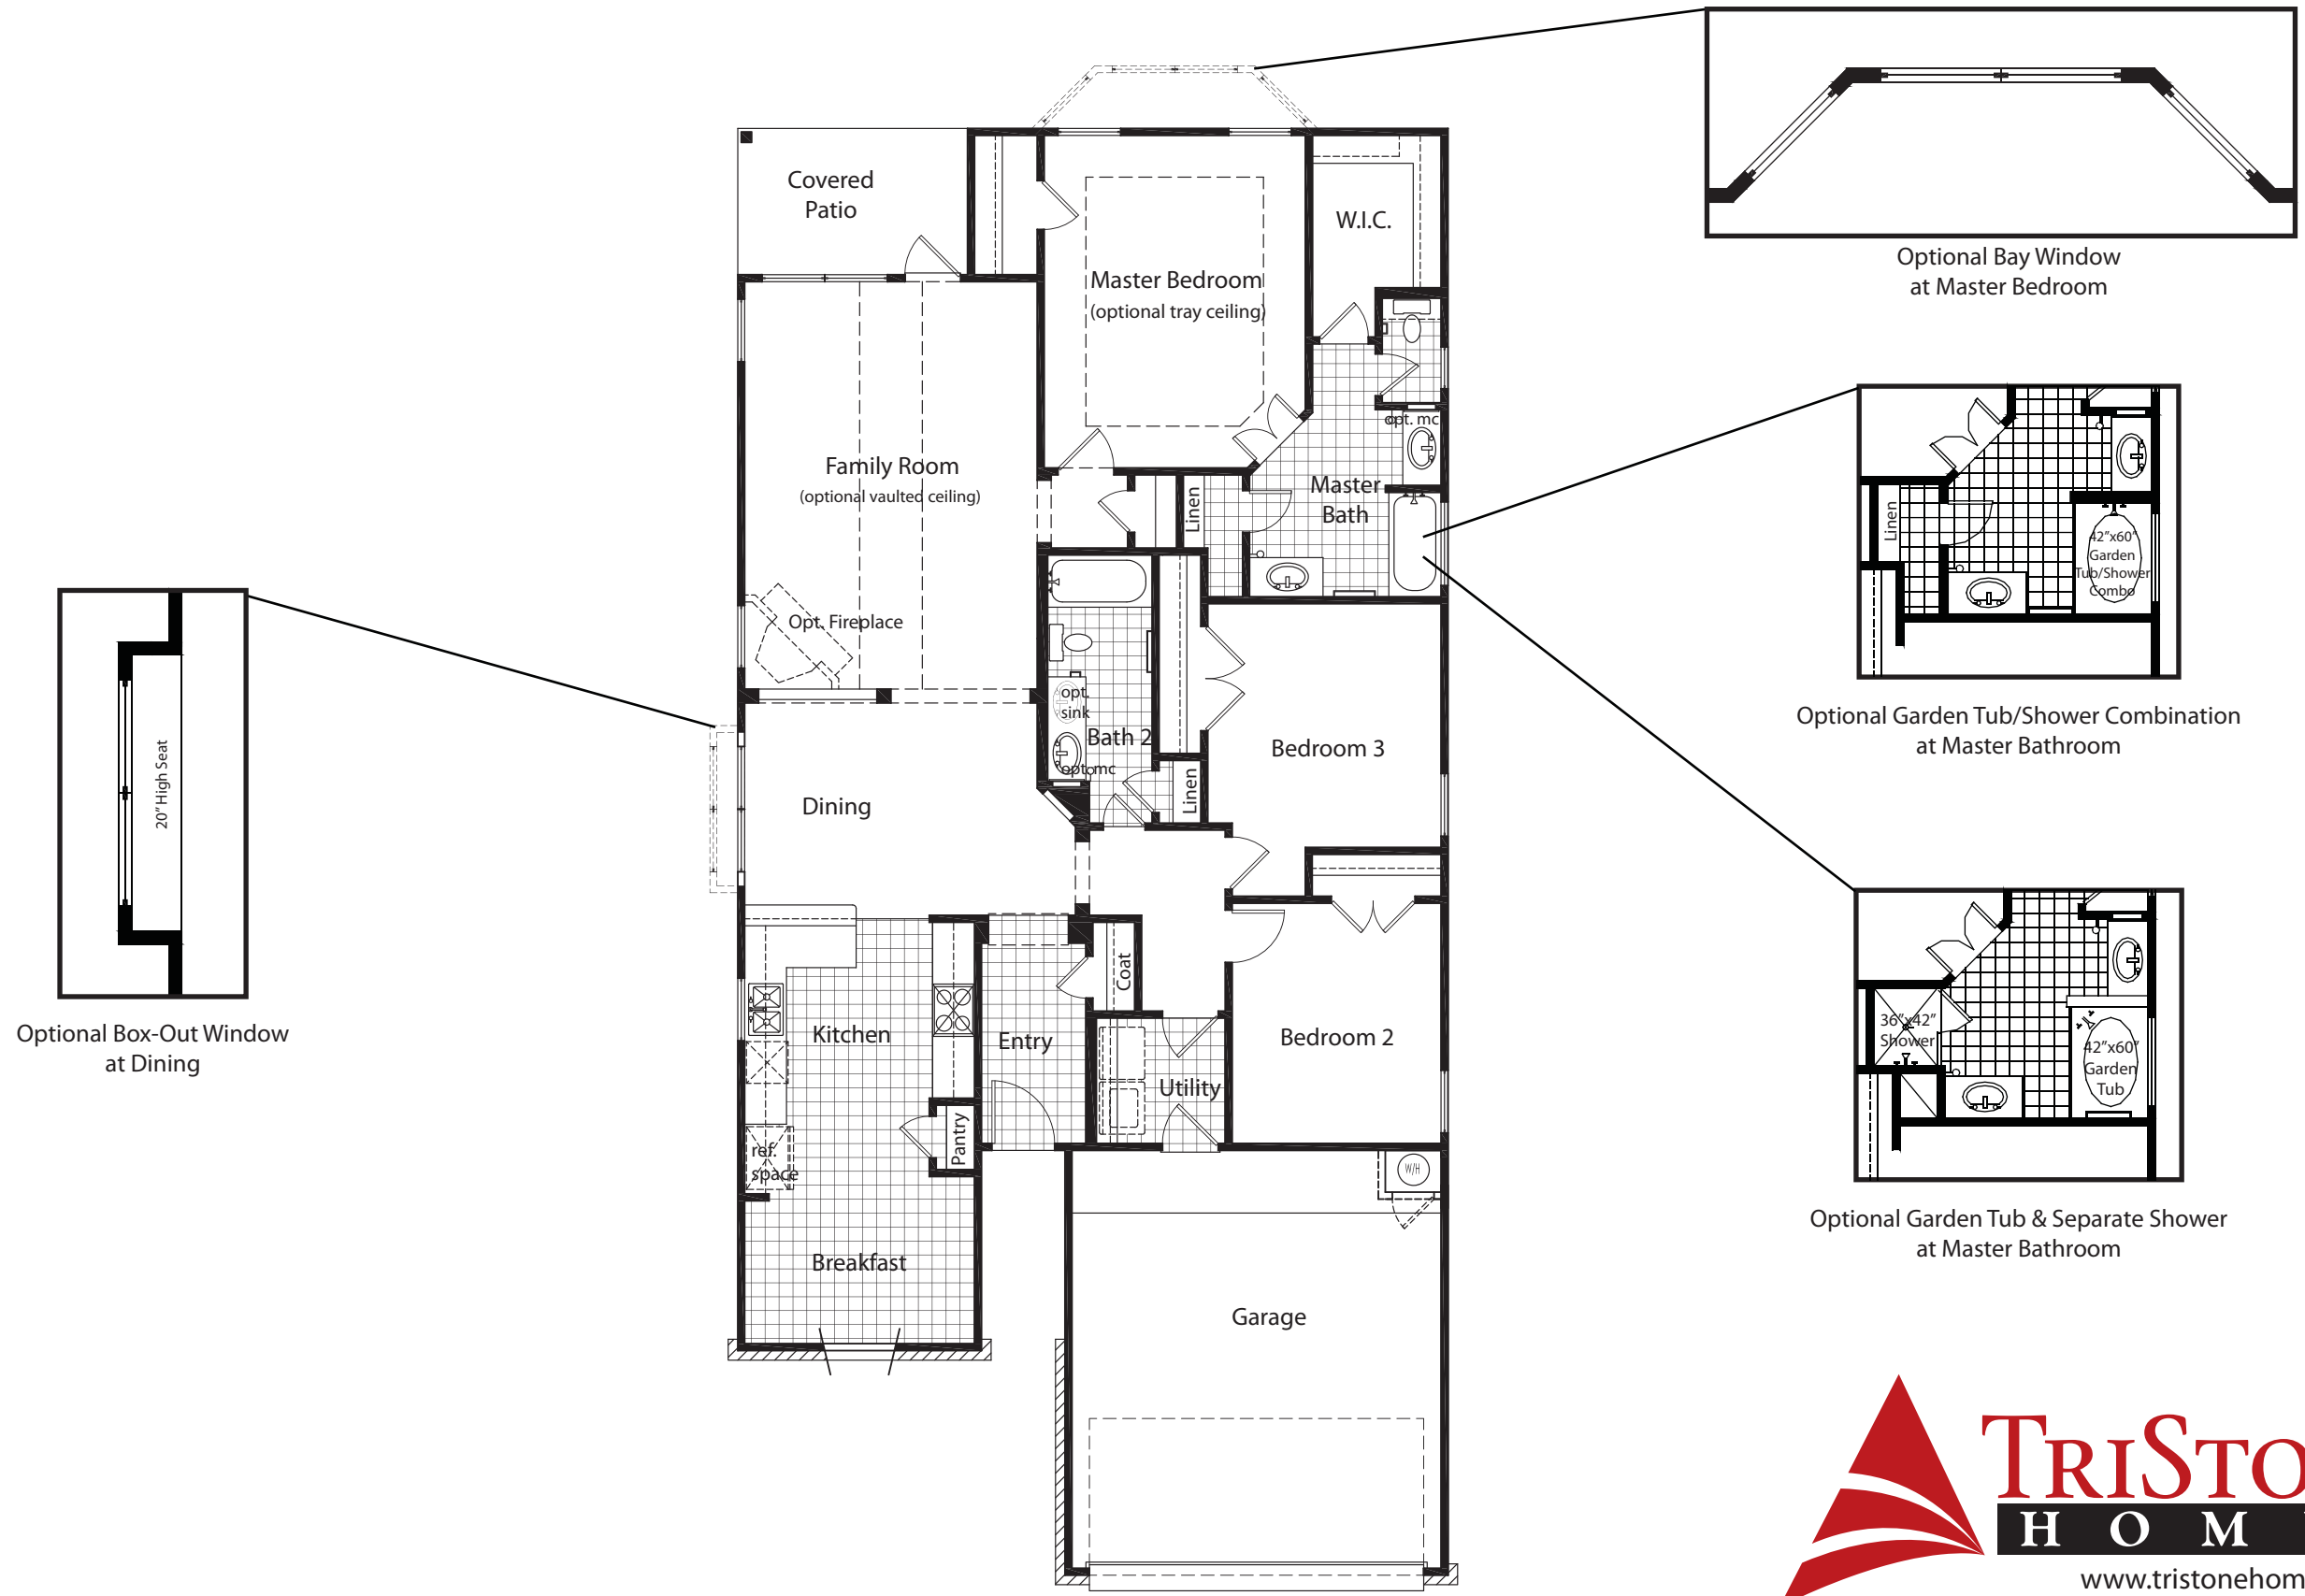 Covered
Patio
W.I.C.
Master Bedroom
(optional tray ceiling)
Optional Bay Window
at Master Bedroom
opt. mc
Family Room
(optional vaulted ceiling)
Linen
Master
Bath
Linen
42"x60"
Garden
Tub/Shower
Combo
Opt. Fireplace
opt.
sink
Bath 2
opt mc
Bedroom 3
Optional Garden Tub/Shower Combination
at Master Bathroom
20" High Seat
Dining
Linen
Coat
Optional Box-Out Window
at Dining
Kitchen
Entry
Bedroom 2
Utility
36"x42"
Shower
42"x60"
Garden
Tub
Pantry
ref.
space
W/H
Optional Garden Tub & Separate Shower
at Master Bathroom
Breakfast
Garage
TRISTO
HOM
www.tristonehom